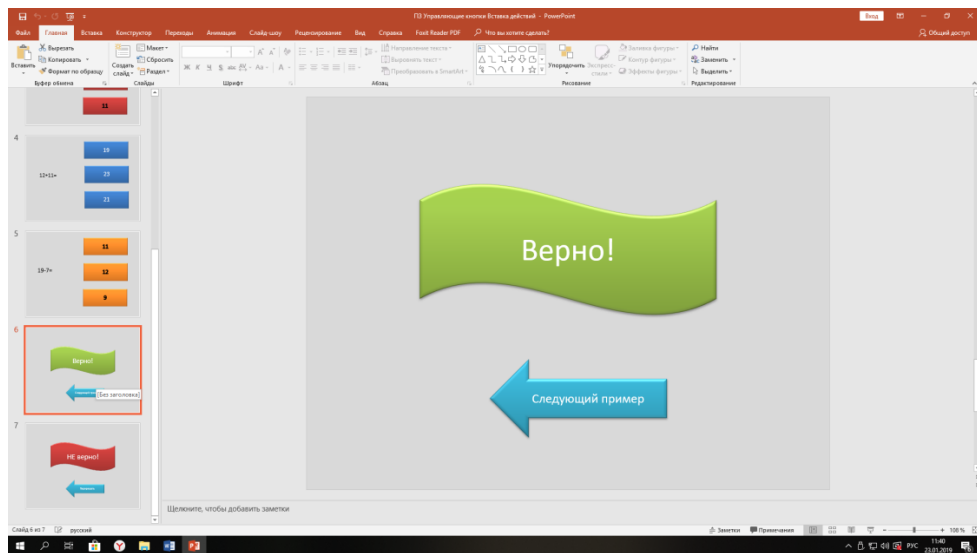 ПЗ Управляющие кнопки Вставка действий - PowerPoint
Вход
Файл Главная Вставка Конструктор Переходы Анимация Слайд-шоу Рецензирование Вид Справка Foxit Reader PDF Что вы хотите сделать? Общий доступ
Вставить
Вырезать
Копировать
Формат по образцу
Буфер обмена
Создать слайд
Макет
Сбросить
Раздел
Слайды
Ж К Ч S abc AV Aa A
Шрифт
Направление текста
Выровнять текст
Преобразовать в SmartArt
Абзац
Упорядочить
Экспресс-стили
Заливка фигуры
Контур фигуры
Эффекты фигуры
Рисование
Найти
Заменить
Выделить
Редактирование
11
4
19
12+11=
23
21
5
11
19-7=
12
9
6
Верно!
[Без заголовка]
7
НЕ верно!
Верно!
Следующий пример
Щелкните, чтобы добавить заметки
Слайд 6 из 7 русский
Заметки Примечания
100 %
РУС
11:40
23.01.2019